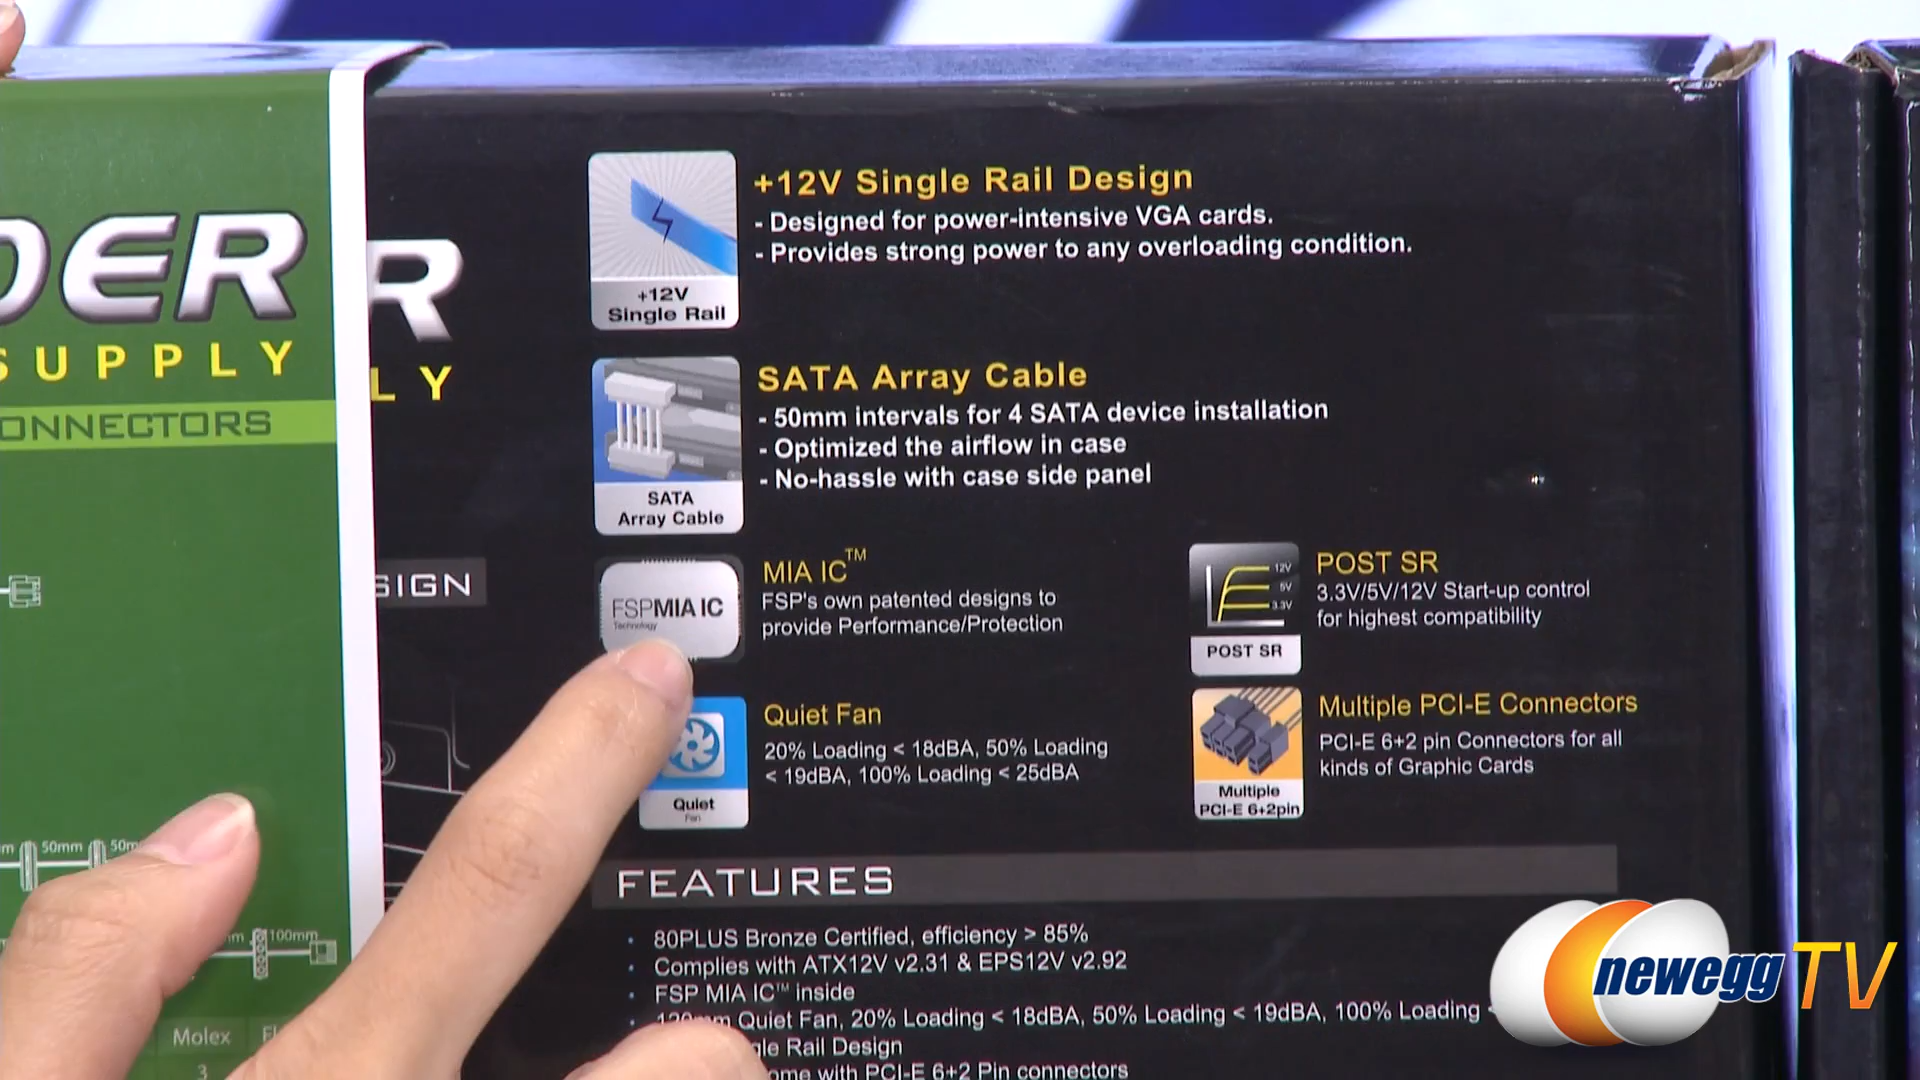 DER
SUPPLY
ONNECTORS
50mm
100mm
Molex
3
R
LY
SIGN
+12V
Single Rail
+12V Single Rail Design
- Designed for power-intensive VGA cards.
- Provides strong power to any overloading condition.
SATA
Array Cable
SATA Array Cable
- 50mm intervals for 4 SATA device installation
- Optimized the airflow in case
- No-hassle with case side panel
FSPMIA IC
Technology
MIA IC™
FSP's own patented designs to
provide Performance/Protection
12V
5V
3.3V
POST SR
POST SR
3.3V/5V/12V Start-up control
for highest compatibility
Quiet
Fan
Quiet Fan
20% Loading < 18dBA, 50% Loading
< 19dBA, 100% Loading < 25dBA
Multiple
PCI-E 6+2pin
Multiple PCI-E Connectors
PCI-E 6+2 pin Connectors for all
kinds of Graphic Cards
FEATURES
· 80PLUS Bronze Certified, efficiency > 85%
· Complies with ATX12V v2.31 & EPS12V v2.92
· FSP MIA IC™ inside
· 120mm Quiet Fan, 20% Loading < 18dBA, 50% Loading < 19dBA, 100% Loading <
gle Rail Design
ome with PCI-E 6+2 Pin connectors
newegg TV